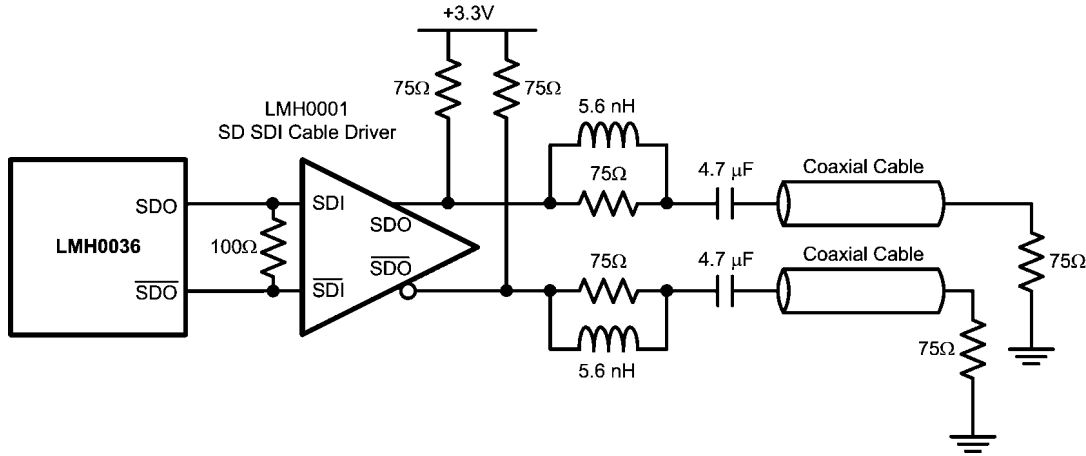 +3.3V
75Ω
75Ω
LMH0001
SD SDI Cable Driver
5.6 nH
75Ω
4.7 μF
Coaxial Cable
SDO
SDI
SDO
LMH0036
100Ω
SDO
SDO
SDI
75Ω
4.7 μF
Coaxial Cable
75Ω
5.6 nH
75Ω